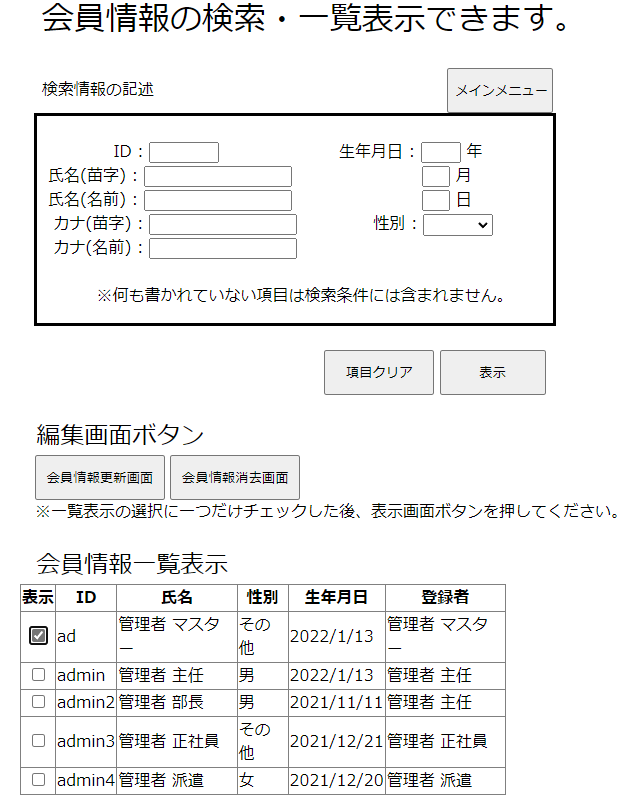 会員情報の検索・一覧表示できます。
検索情報の記述
メインメニュー
ID： 生年月日： 年
氏名(苗字)： 月
氏名(名前)： 日
カナ(苗字)： 性別：
カナ(名前)：
※何も書かれていない項目は検索条件には含まれません。
項目クリア 表示
編集画面ボタン
会員情報更新画面 会員情報消去画面
※一覧表示の選択に一つだけチェックした後、表示画面ボタンを押してください。
会員情報一覧表示
表示 ID 氏名 性別 生年月日 登録者
ad 管理者 マスター その他 2022/1/13 管理者 マスター
admin 管理者 主任 男 2022/1/13 管理者 主任
admin2 管理者 部長 男 2021/11/11 管理者 主任
admin3 管理者 正社員 その他 2021/12/21 管理者 正社員
admin4 管理者 派遣 女 2021/12/20 管理者 派遣